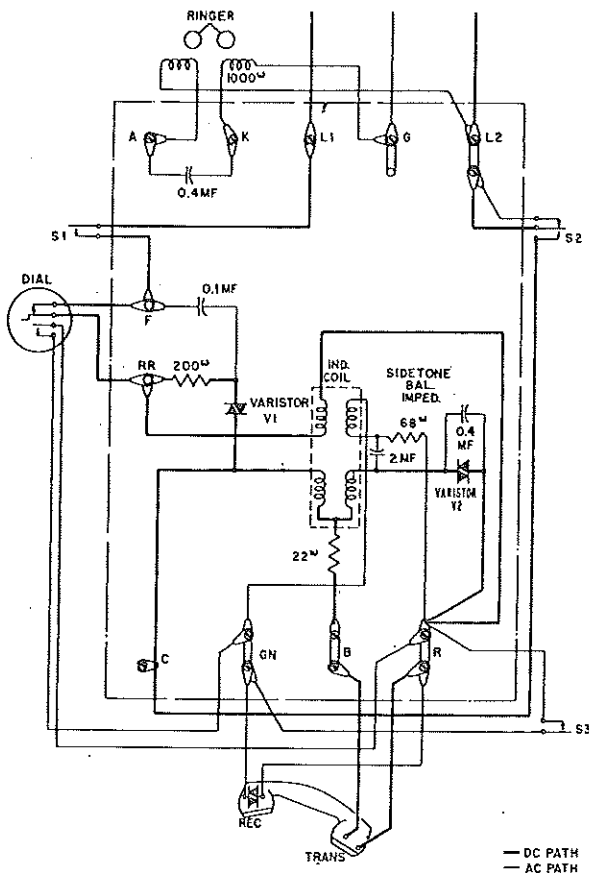 RINGER
1000ω
A
K
L1
G
L2
0.4MF
S1
S2
DIAL
F
0.1MF
RR
200ω
VARISTOR
V1
IND.
COIL
SIDETONE
BAL.
IMPED.
68ω
2MF
0.4
MF
VARISTOR
V2
22ω
C
GN
B
R
S3
REC
TRANS
DC PATH
AC PATH